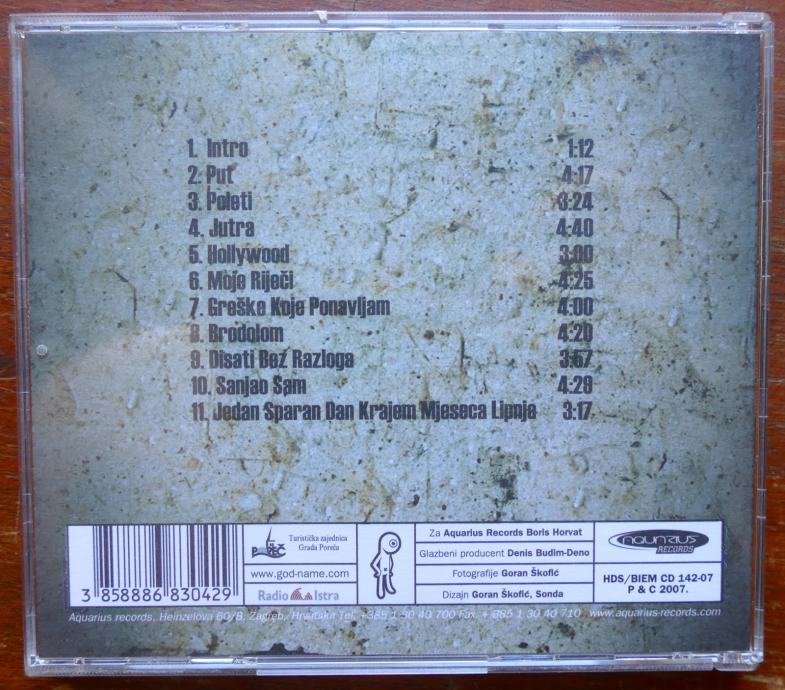 1. Intro 1:12
2. Put 4:17
3. Poleti 3:24
4. Jutra 4:40
5. Hollywood 3:00
6. Moje Riječi 4:25
7. Greške Koje Ponavljam 4:00
8. Brodolom 4:20
9. Disati Bez Razloga 3:57
10. Sanjao Sam 4:29
11. Jedan Sparan Dan Krajem Mjeseca Lipnja 3:17
3 858886 830429
POREČ
Turistička zajednica
Grada Poreča
www.god-name.com
Radio Istra
Za Aquarius Records Boris Horvat
Glazbeni producent Denis Budim-Deno
Fotografije Goran Škofić
Dizajn Goran Škofić, Sonda
AQUARIUS
RECORDS
HDS/BIEM CD 142-07
P & C 2007.
Aquarius records, Heinzelova 60/B, Zagreb, Hrvatska Tel. +385 1 30 40 700 Fax. + 385 1 30 40 710 www.aquarius-records.com